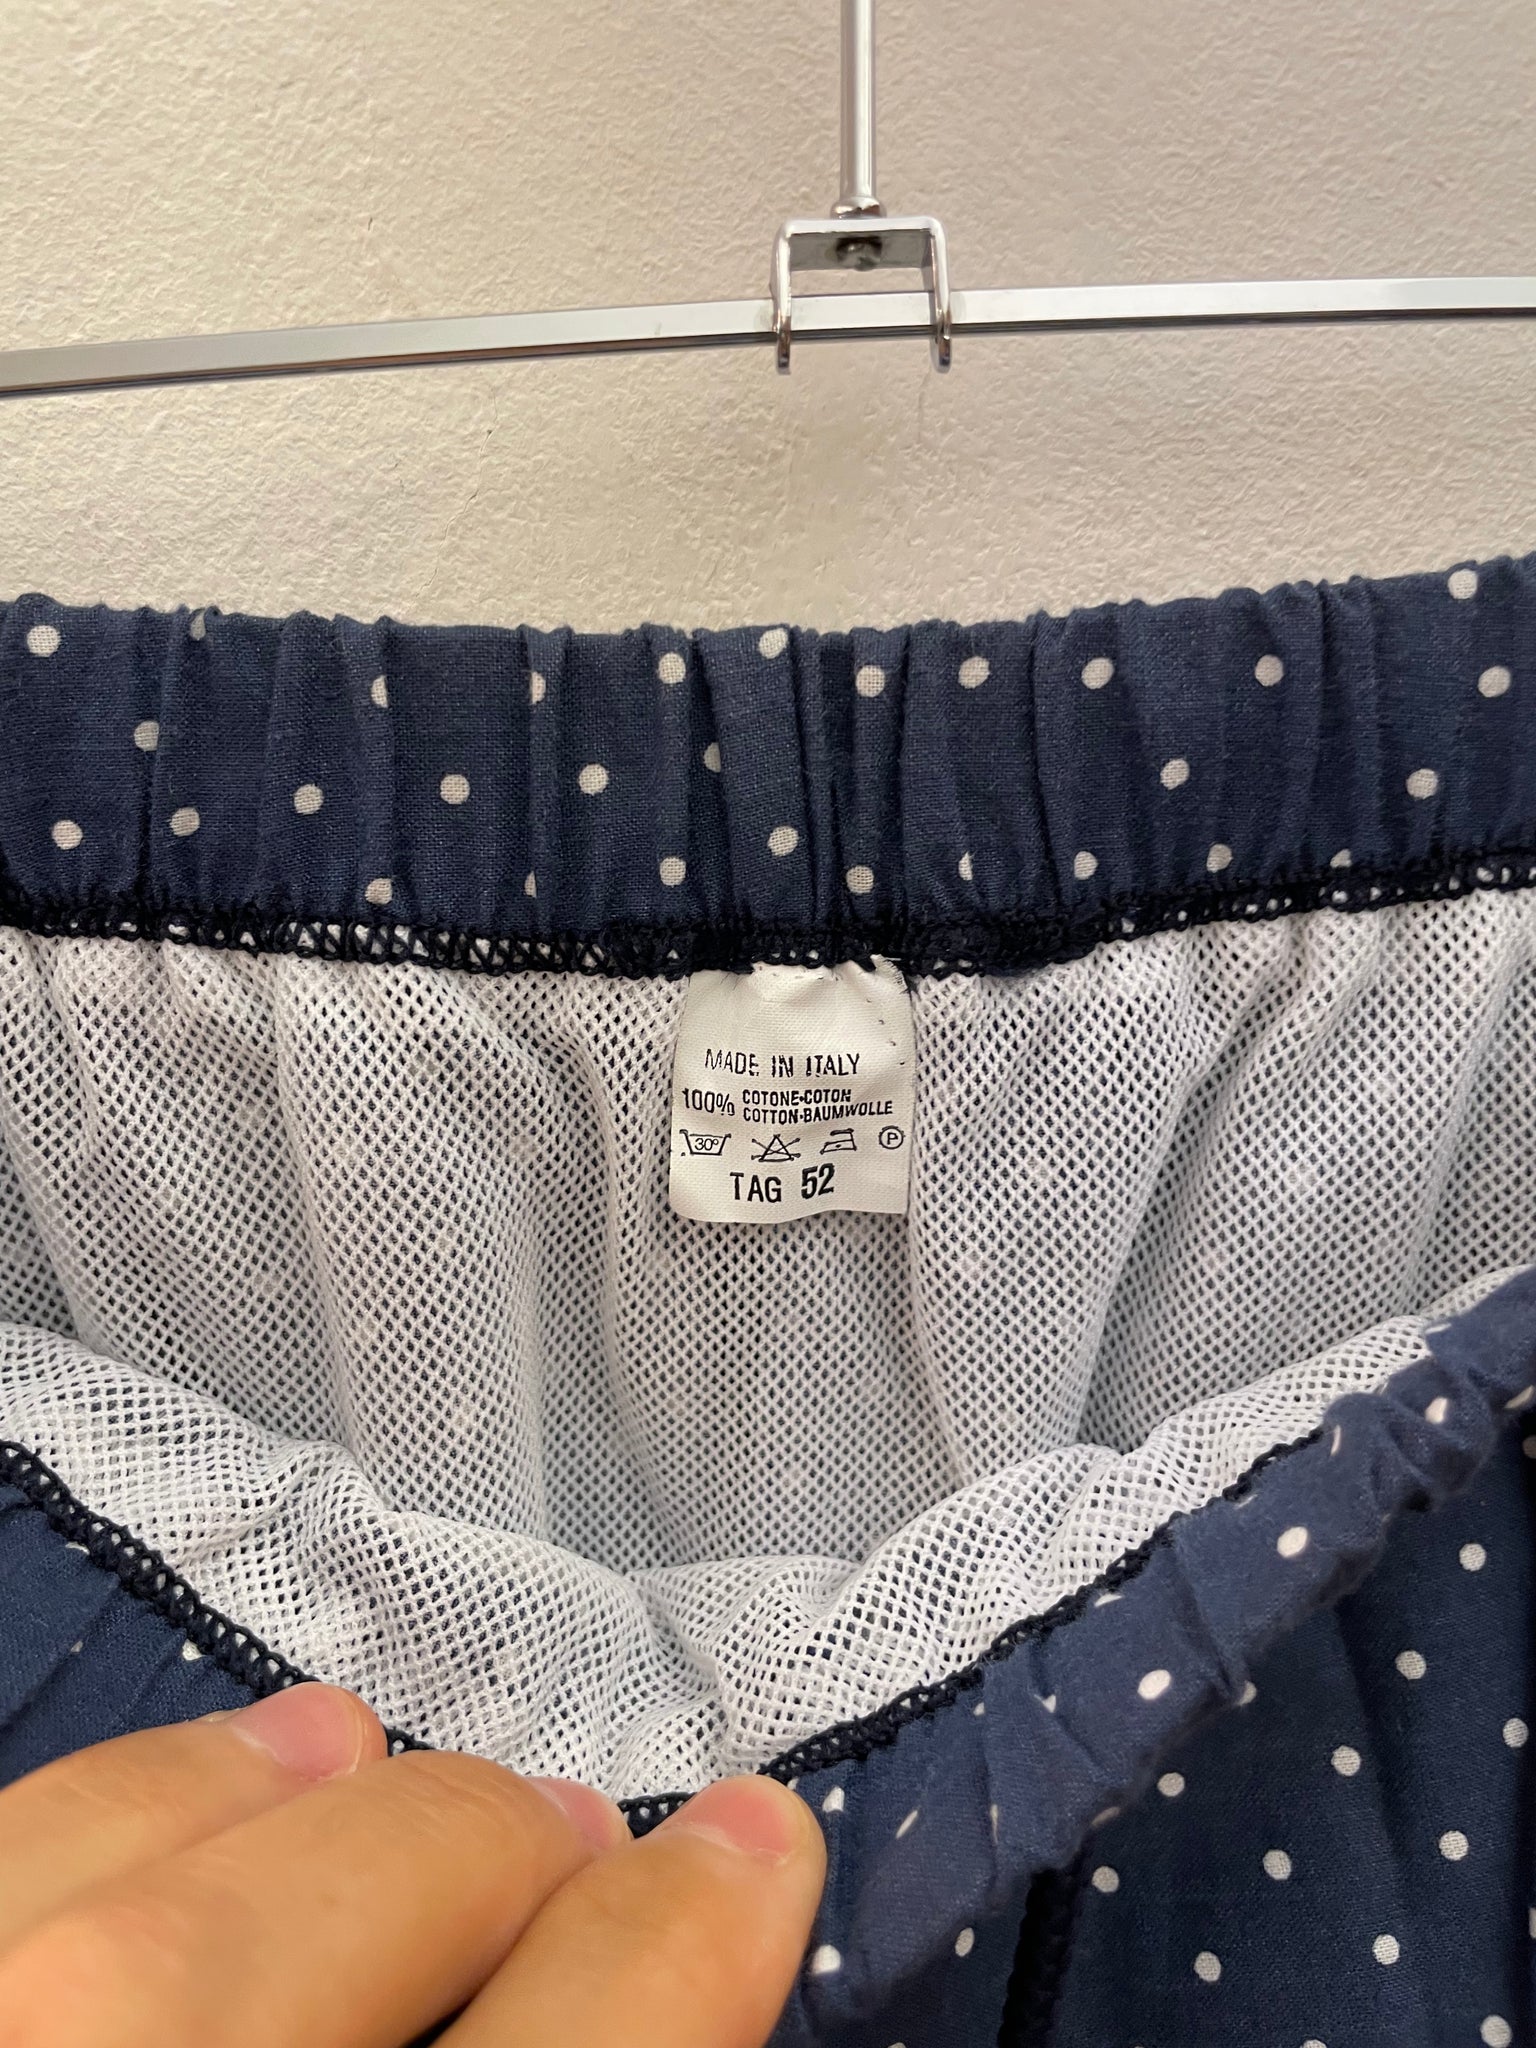 MADE IN ITALY
100% COTONE•COTON
COTTON•BAUMWOLLE
30° P
TAG 52